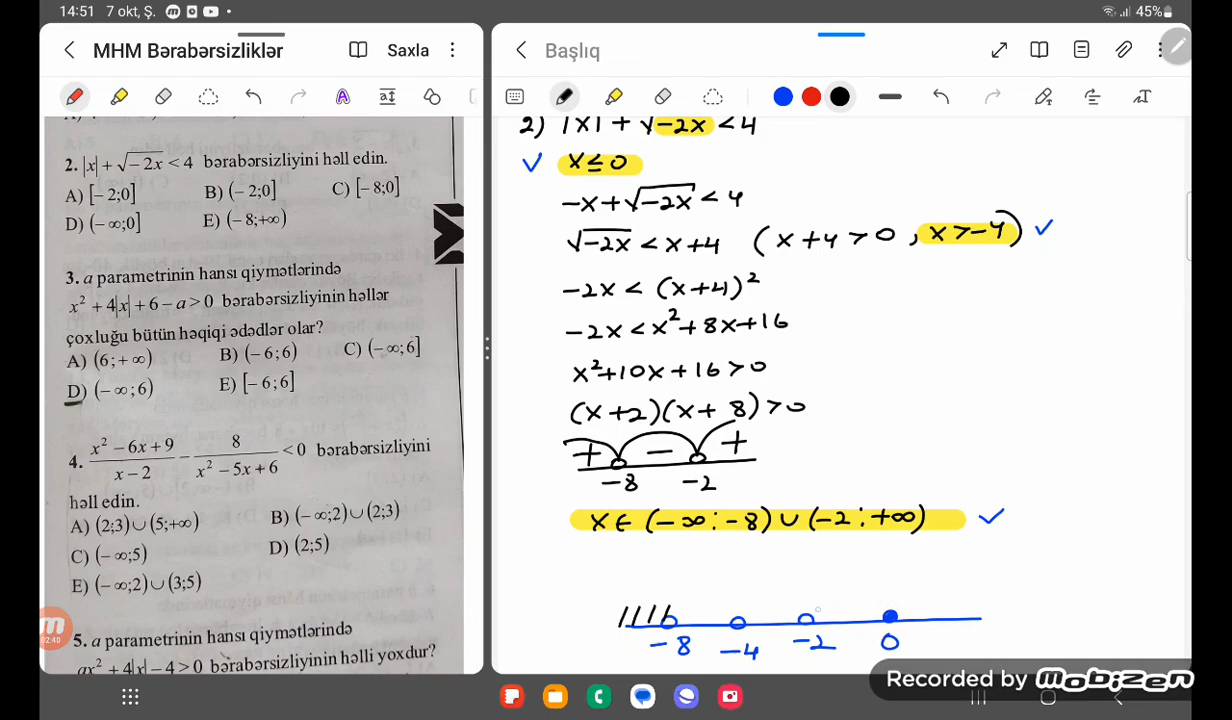 14:51 7 okt, Ş. 45%
MHM Bərabərsizliklər Saxla
Başlıq
2. |x| + √−2x < 4 bərabərsizliyini həll edin.
A) [−2;0] B) (−2;0] C) [−8;0]
D) (−∞;0] E) (−8;+∞)
3. a parametrinin hansı qiymətlərində
x² + 4|x| + 6 − a > 0 bərabərsizliyinin həllər
çoxluğu bütün həqiqi ədədlər olar?
A) (6;+∞) B) (−6;6) C) (−∞;6]
D) (−∞;6) E) [−6;6]
4. (x² − 6x + 9)/(x − 2) − 8/(x² − 5x + 6) < 0 bərabərsizliyini
həll edin.
A) (2;3) ∪ (5;+∞) B) (−∞;2) ∪ (2;3)
C) (−∞;5) D) (2;5)
E) (−∞;2) ∪ (3;5)
5. a parametrinin hansı qiymətlərində
ax² + 4|x| − 4 > 0 bərabərsizliyinin həlli yoxdur?
02:40
2) |x| + √−2x < 4
x ≤ 0
−x + √−2x < 4
√−2x < x+4 (x+4 > 0, x > −4)
−2x < (x+4)²
−2x < x² + 8x + 16
x² + 10x + 16 > 0
(x+2)(x+8) > 0
+ − +
−8 −2
x ∈ (−∞; −8) ∪ (−2; +∞)
−8 −4 −2 0
Recorded by mobizen